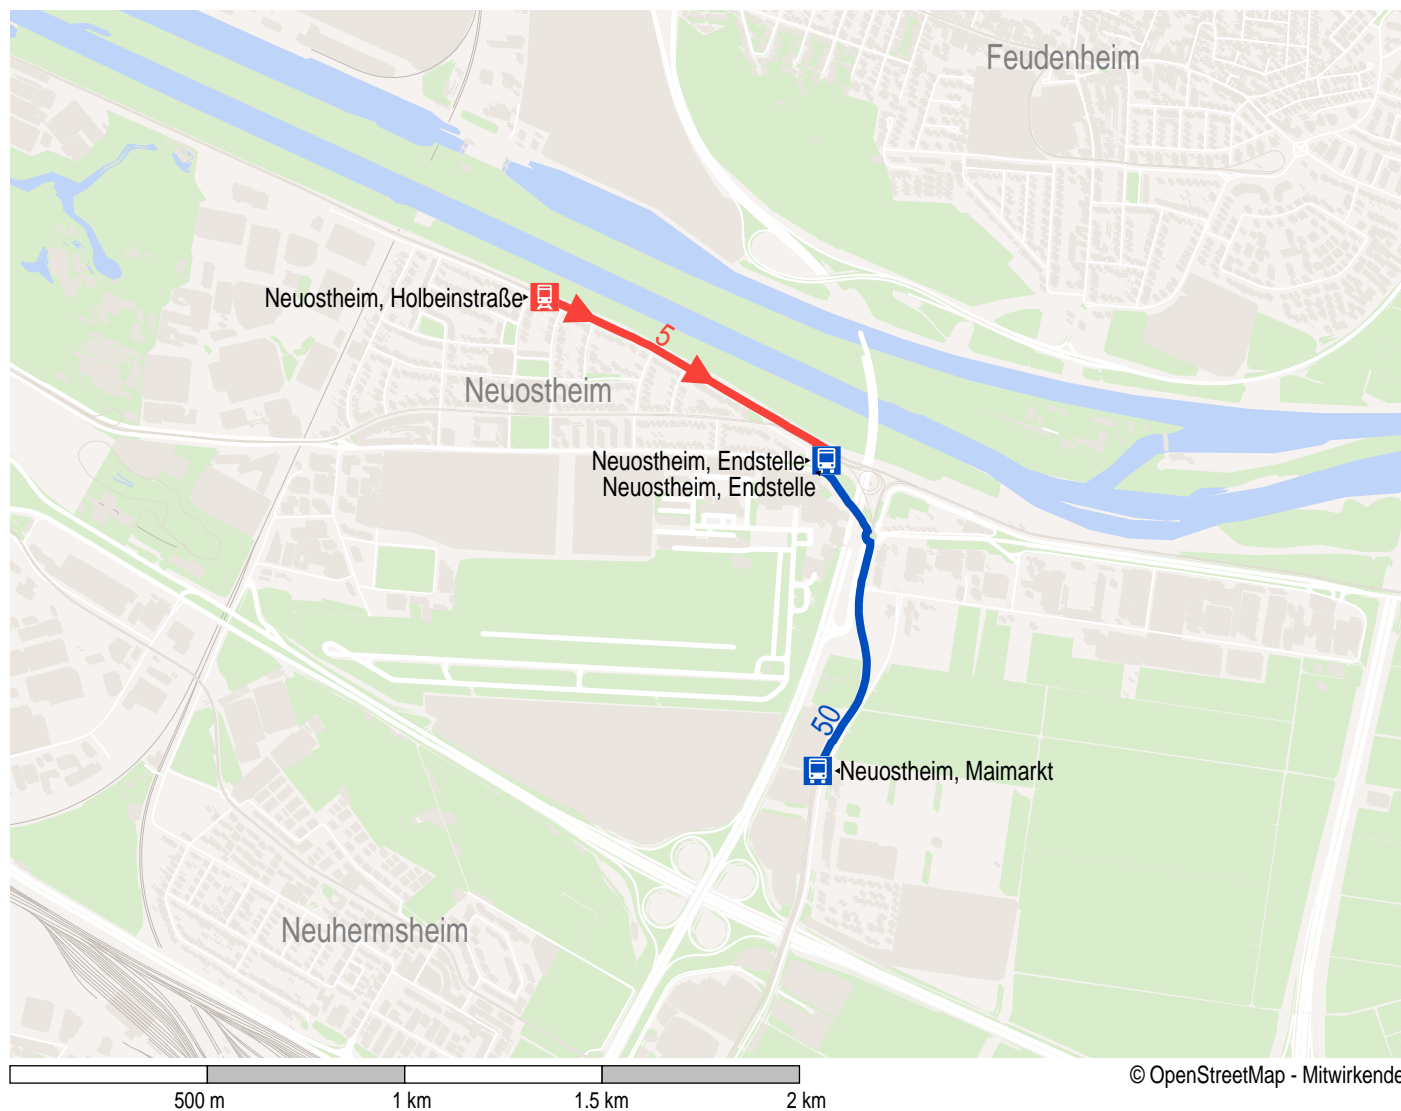 Feudenheim
Neuostheim, Holbeinstraße
5
Neuostheim
Neuostheim, Endstelle
Neuostheim, Endstelle
50
Neuostheim, Maimarkt
Neuhermsheim
500 m
1 km
1.5 km
2 km
© OpenStreetMap - Mitwirkende